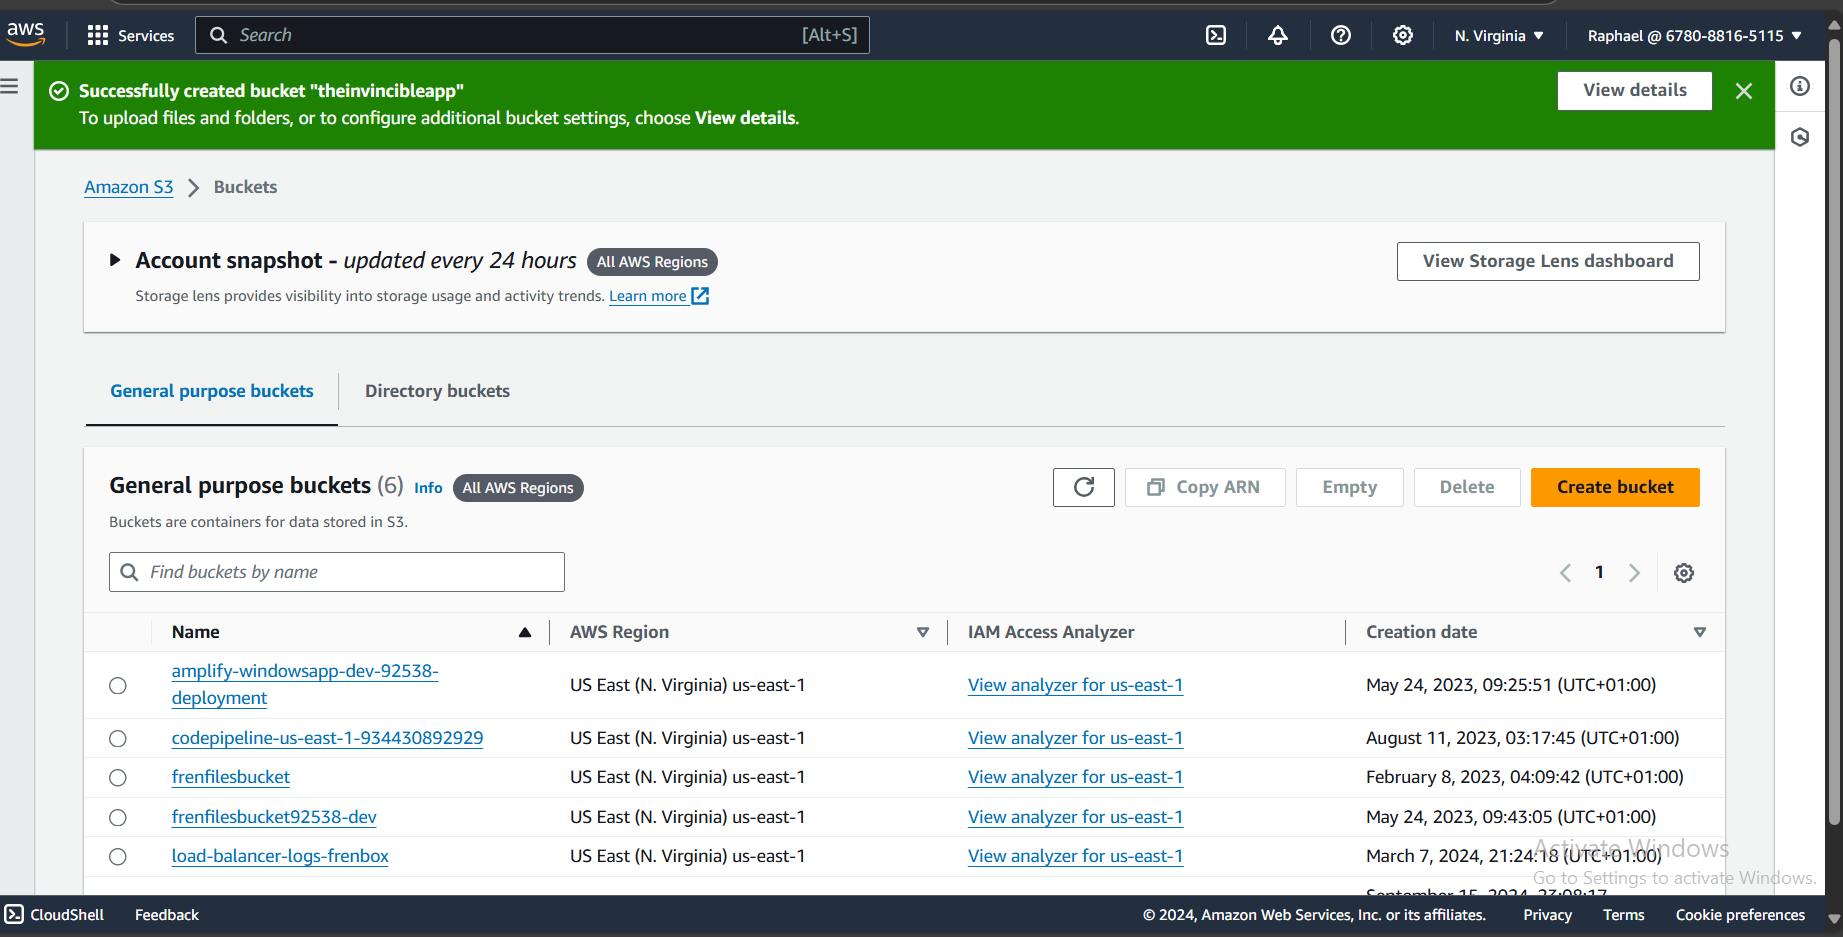 aws
Services
Search
[Alt+S]
N. Virginia
Raphael @ 6780-8816-5115
Successfully created bucket "theinvincibleapp"
To upload files and folders, or to configure additional bucket settings, choose View details.
View details
Amazon S3
Buckets
Account snapshot - updated every 24 hours
All AWS Regions
Storage lens provides visibility into storage usage and activity trends. Learn more
View Storage Lens dashboard
General purpose buckets
Directory buckets
General purpose buckets (6) Info
All AWS Regions
Buckets are containers for data stored in S3.
Copy ARN
Empty
Delete
Create bucket
Find buckets by name
1
Name
AWS Region
IAM Access Analyzer
Creation date
amplify-windowsapp-dev-92538-
deployment
US East (N. Virginia) us-east-1
View analyzer for us-east-1
May 24, 2023, 09:25:51 (UTC+01:00)
codepipeline-us-east-1-934430892929
US East (N. Virginia) us-east-1
View analyzer for us-east-1
August 11, 2023, 03:17:45 (UTC+01:00)
frenfilesbucket
US East (N. Virginia) us-east-1
View analyzer for us-east-1
February 8, 2023, 04:09:42 (UTC+01:00)
frenfilesbucket92538-dev
US East (N. Virginia) us-east-1
View analyzer for us-east-1
May 24, 2023, 09:43:05 (UTC+01:00)
load-balancer-logs-frenbox
US East (N. Virginia) us-east-1
View analyzer for us-east-1
March 7, 2024, 21:24:18 (UTC+01:00)
September 15, 2024, 23:08:17
Activate Windows
Go to Settings to activate Windows.
CloudShell
Feedback
© 2024, Amazon Web Services, Inc. or its affiliates.
Privacy
Terms
Cookie preferences